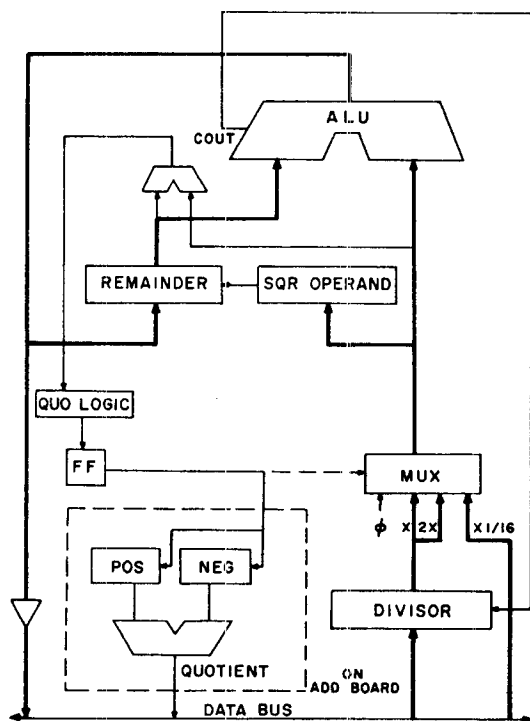 ALU
COUT
REMAINDER
SQR OPERAND
QUO LOGIC
FF
MUX
ϕ X 2X X1/16
POS
NEG
DIVISOR
QUOTIENT
ON
ADD BOARD
DATA BUS